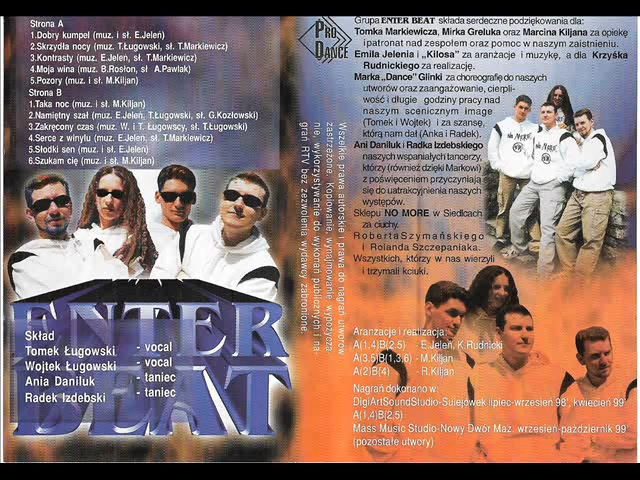 Strona A
1.Dobry kumpel (muz. i sł. E.Jeleń)
2.Skrzydła nocy (muz. T.Ługowski, sł. T.Markiewicz)
3.Kontrasty (muz. E.Jeleń, sł. T.Markiewicz)
4.Moja wina (muz. B.Rosłon, sł A.Pawlak)
5.Pozory (muz. i sł. M.Kiljan)
Strona B
1.Taka noc (muz. i sł. M.Kiljan)
2.Namiętny szał (muz. E.Jeleń, T.Ługowski, sł. G.Kozłowski)
3.Zakręcony czas (muz. W. i T. Ługowscy, sł. T.Ługowski)
4.Serce z winylu (muz. E.Jeleń, sł. T.Markiewicz)
5.Słodki sen (muz. i sł. E.Jeleń)
6.Szukam cię (muz. i sł. M.Kiljan)
ENTER
BEAT
Skład
Tomek Ługowski - vocal
Wojtek Ługowski - vocal
Ania Daniluk - taniec
Radek Izdebski - taniec
PRO
DANCE
Wszelkie prawa autorskie i prawa do nagrań utworów
zastrzeżone. Kopiowanie, wynajmowanie, wypożycza
nie, wykorzystywanie do wykonań publicznych i na-
grań RTV bez zezwolenia wydawcy zabronione.
Grupa ENTER BEAT składa serdeczne podziękowania dla:
Tomka Markiewicza, Mirka Greluka oraz Marcina Kiljana za opiekę
i patronat nad zespołem oraz pomoc w naszym zaistnieniu.
Emila Jelenia i „Kilosa” za aranżacje i muzykę, a dla Krzyśka
Rudnickiego za realizację.
Marka „Dance” Glinki za choreografię do naszych
utworów oraz zaangażowanie, cierpli-
wość i długie godziny pracy nad
naszym scenicznym image
(Tomek i Wojtek) i za szansę,
którą nam dał (Anka i Radek).
Ani Daniluk i Radka Izdebskiego
naszych wspaniałych tancerzy,
którzy (również dzięki Markowi)
z poświęceniem przyczyniają
się do uatrakcyjnienia naszych
występów.
Sklepu NO MORE w Siedlcach
za ciuchy.
Roberta Szymańskiego
i Rolanda Szczepaniaka.
Wszystkich, którzy w nas wierzyli
i trzymali kciuki.
Aranżacje i realizacja:
A(1,4)B(2,5) - E.Jeleń, K.Rudnicki
A(3,5)B(1,3,6) - M.Kiljan
A(2)B(4) - R.Kiljan
Nagrań dokonano w:
DigiArtSoundStudio-Sulejówek lipiec-wrzesień 98', kwiecień 99'
A(1,4)B(2,5)
Mass Music Studio-Nowy Dwór Maz. wrzesień-październik 99'
(pozostałe utwory)